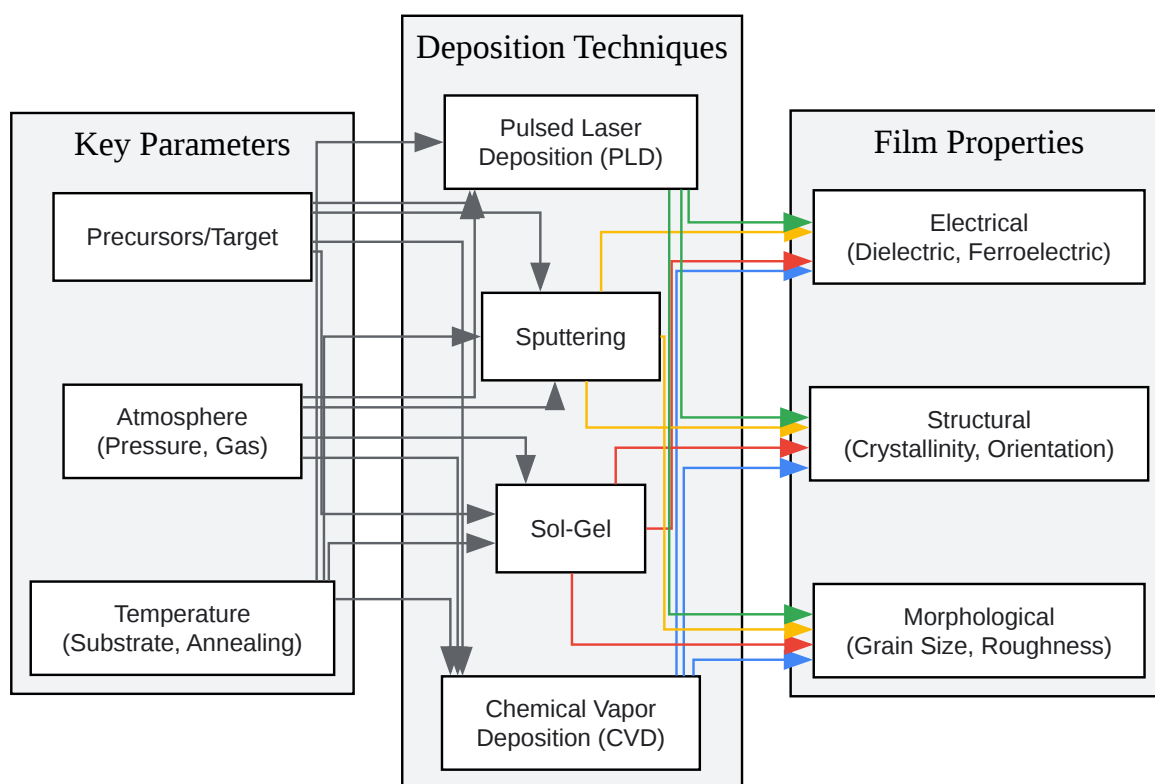 Key Parameters
Precursors/Target
Atmosphere
(Pressure, Gas)
Temperature
(Substrate, Annealing)
Deposition Techniques
Pulsed Laser
Deposition (PLD)
Sputtering
Sol-Gel
Chemical Vapor
Deposition (CVD)
Film Properties
Electrical
(Dielectric, Ferroelectric)
Structural
(Crystallinity, Orientation)
Morphological
(Grain Size, Roughness)